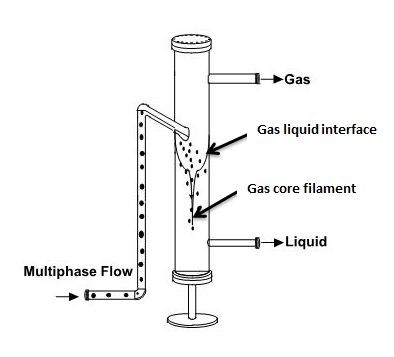 Gas
Gas liquid interface
Gas core filament
Liquid
Multiphase Flow